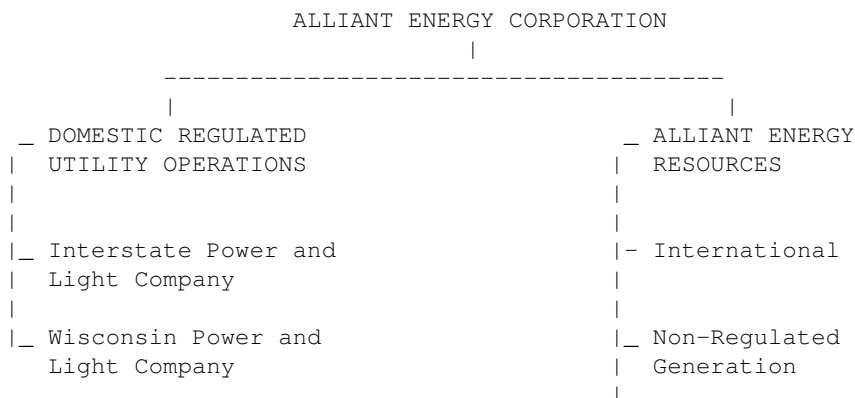 ALLIANT ENERGY CORPORATION
DOMESTIC REGULATED
UTILITY OPERATIONS
Interstate Power and
Light Company
Wisconsin Power and
Light Company
ALLIANT ENERGY
RESOURCES
International
Non-Regulated
Generation